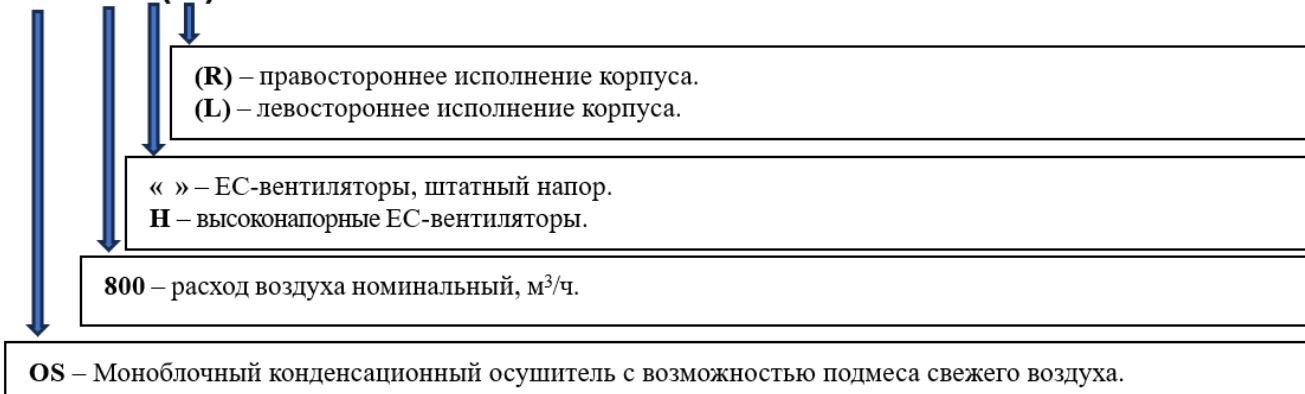 (R) – правостороннее исполнение корпуса.
(L) – левостороннее исполнение корпуса.
« » – ЕС-вентиляторы, штатный напор.
Н – высоконапорные ЕС-вентиляторы.
800 – расход воздуха номинальный, м³/ч.
OS – Моноблочный конденсационный осушитель с возможностью подмеса свежего воздуха.